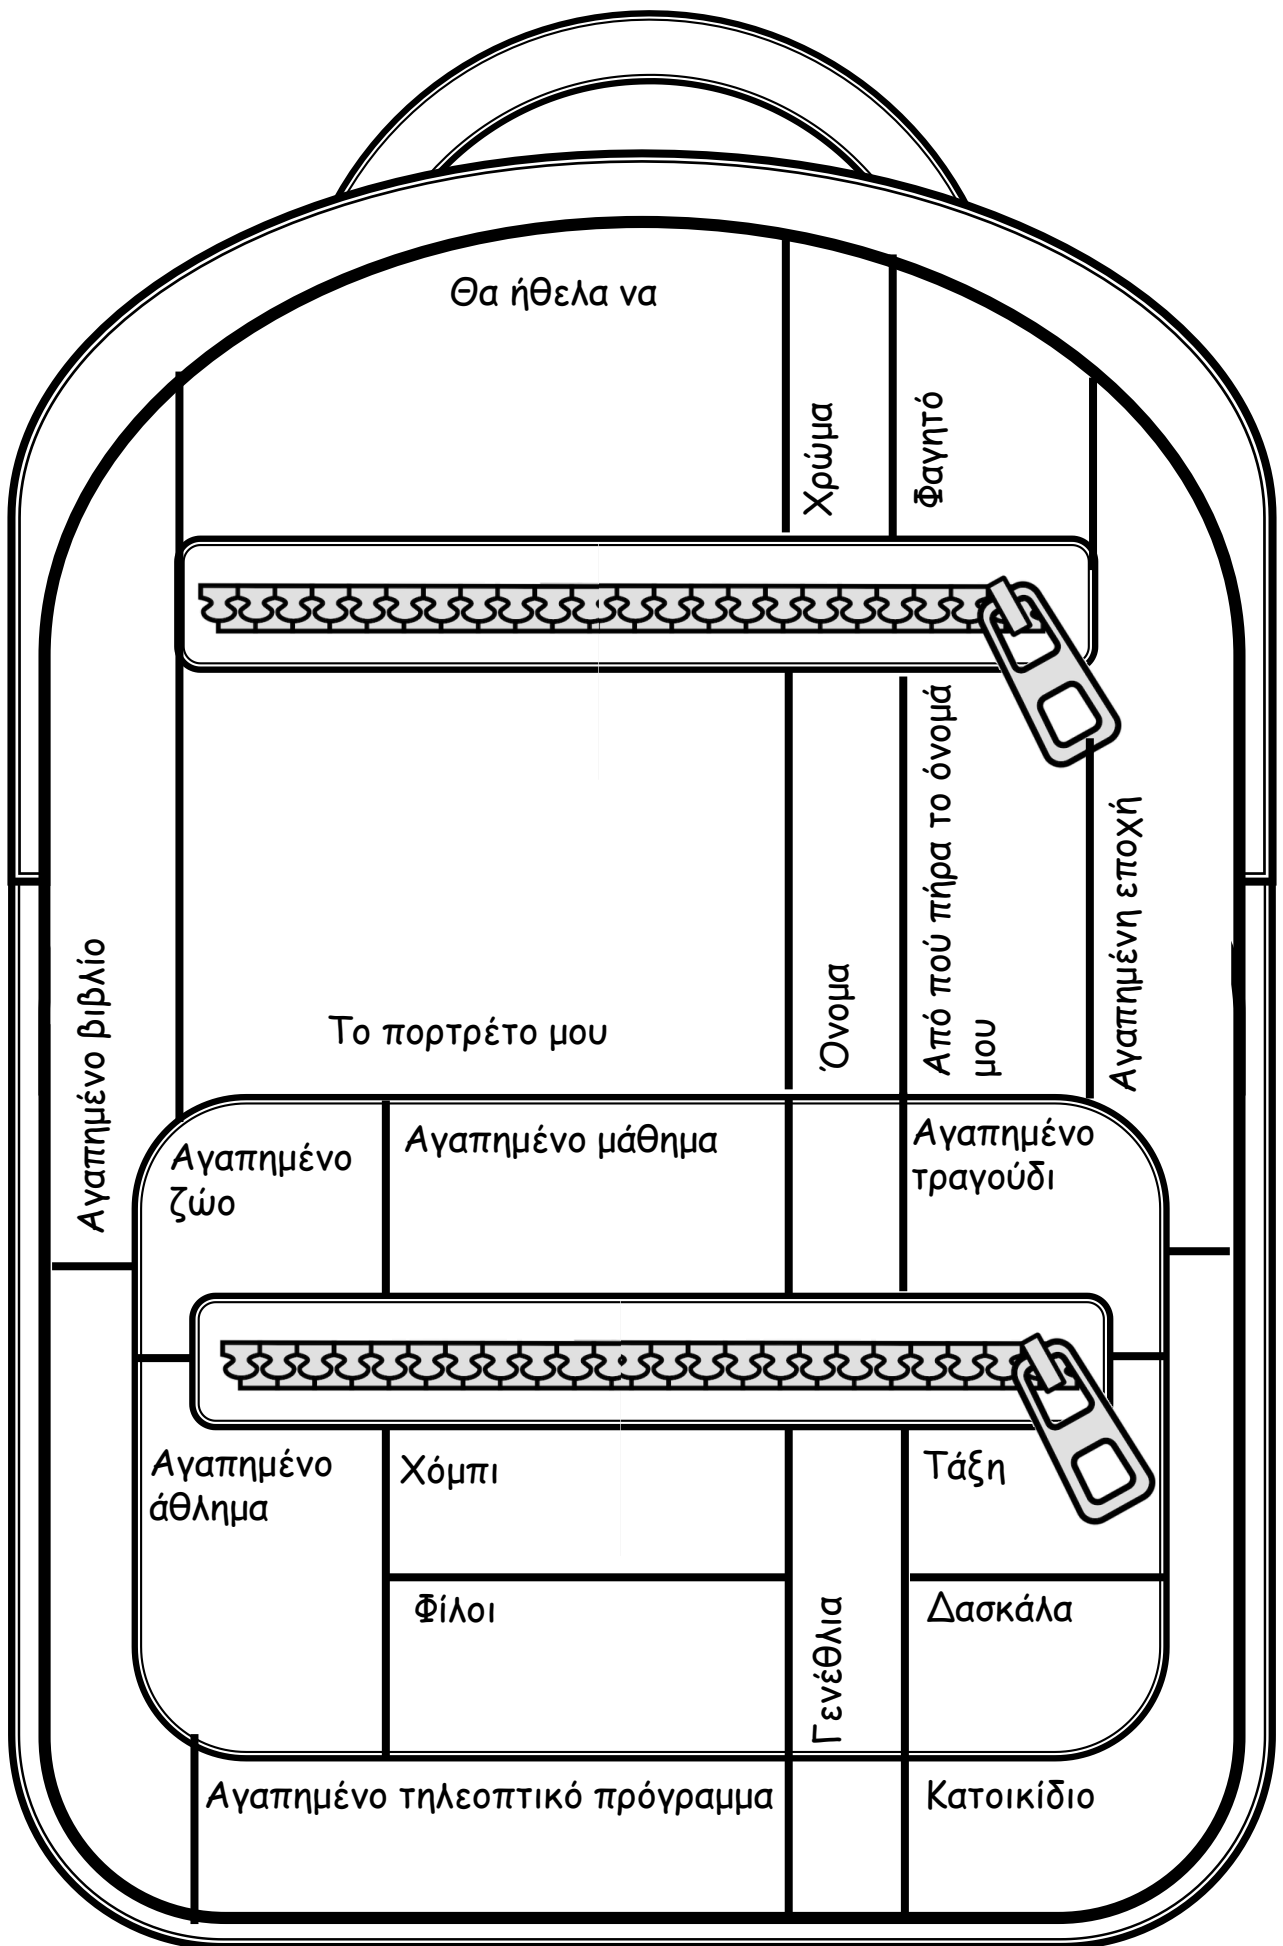 Θα ήθελα να
Χρώμα
Φαγητό
Αγαπημένο βιβλίο
Το πορτρέτο μου
Όνομα
Από πού πήρα το όνομά
μου
Αγαπημένη εποχή
Αγαπημένο
ζώο
Αγαπημένο μάθημα
Αγαπημένο
τραγούδι
Αγαπημένο
άθλημα
Χόμπι
Τάξη
Φίλοι
Γενέθλια
Δασκάλα
Αγαπημένο τηλεοπτικό πρόγραμμα
Κατοικίδιο